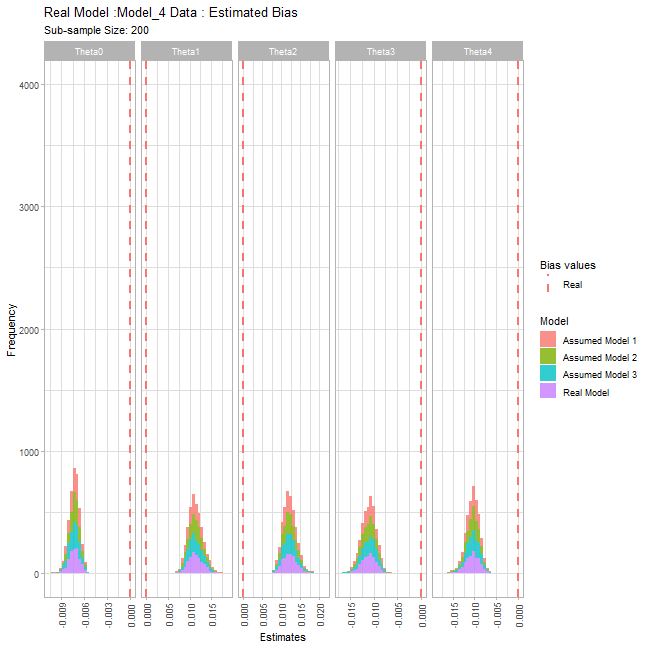 Real Model :Model_4 Data : Estimated Bias
Sub-sample Size: 200
Theta0 Theta1 Theta2 Theta3 Theta4
4000
3000
2000
1000
0
Frequency
-0.009 -0.006 -0.003 0.000 0.000 0.005 0.010 0.015 0.000 0.005 0.010 0.015 0.020 -0.015 -0.010 -0.005 0.000 -0.015 -0.010 -0.005 0.000
Estimates
Bias values
Real
Model
Assumed Model 1
Assumed Model 2
Assumed Model 3
Real Model